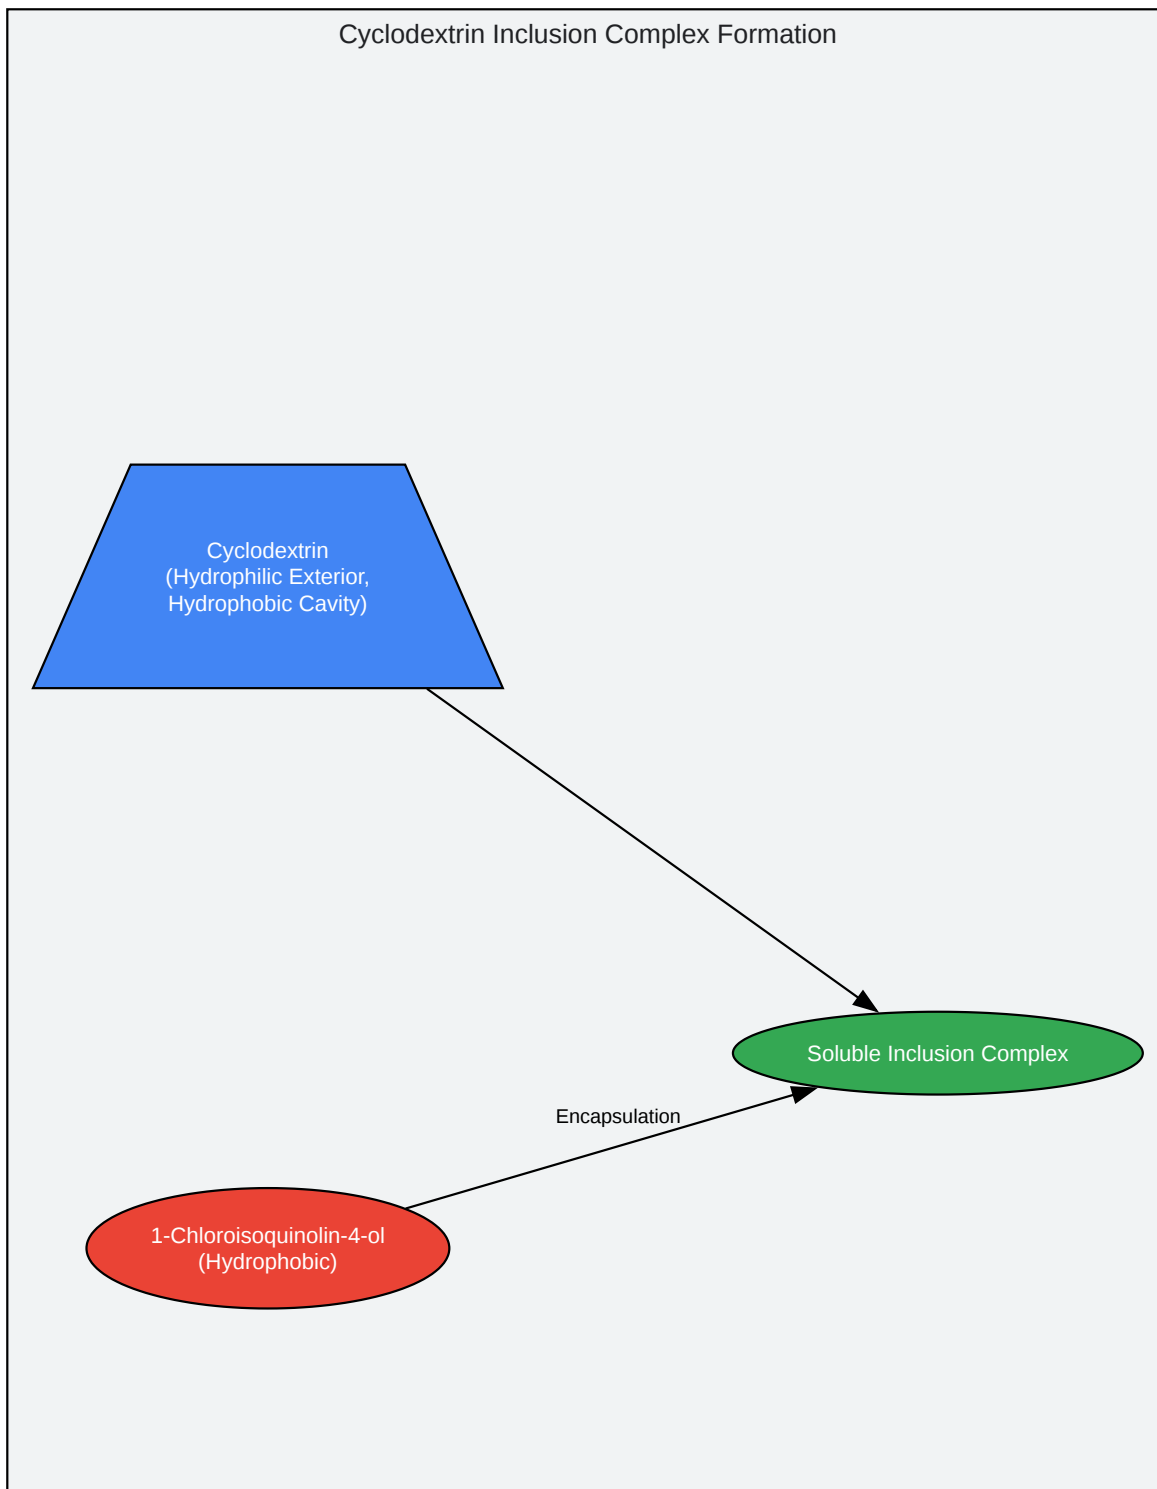 Cyclodextrin Inclusion Complex Formation
Cyclodextrin
(Hydrophilic Exterior,
Hydrophobic Cavity)
Soluble Inclusion Complex
Encapsulation
1-Chloroisoquinolin-4-ol
(Hydrophobic)